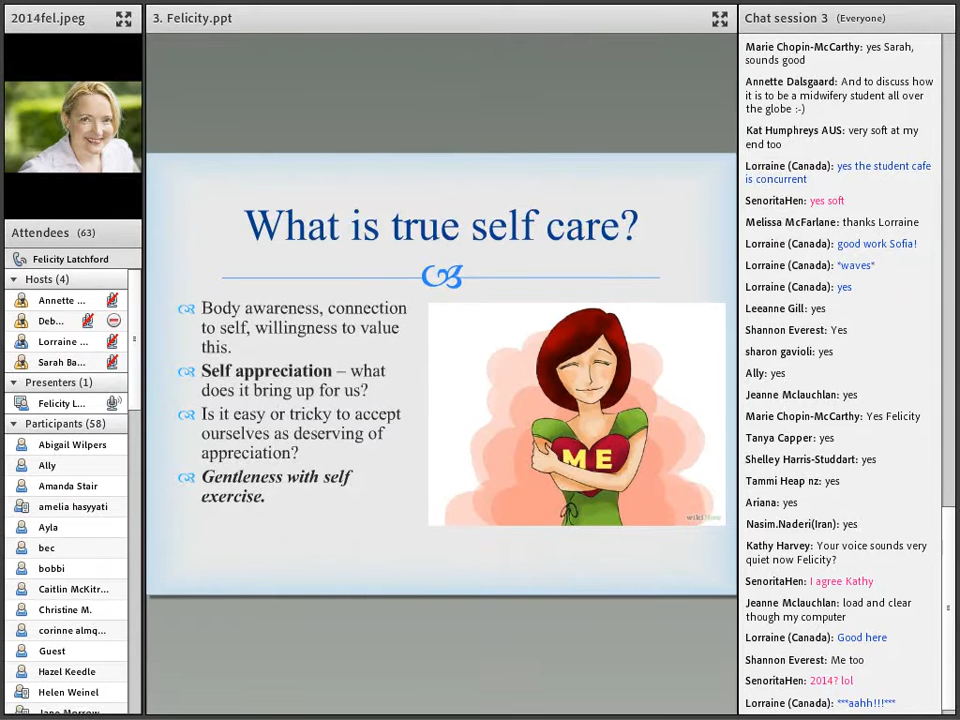 2014fel.jpeg
3. Felicity.ppt
Chat session 3 (Everyone)
Attendees (63)
Felicity Latchford
Hosts (4)
Annette ...
Deb...
Lorraine ...
Sarah Ba...
Presenters (1)
Felicity L...
Participants (58)
Abigail Wilpers
Ally
Amanda Stair
amelia hasyyati
Ayla
bec
bobbi
Caitlin McKitr...
Christine M.
corinne almq...
Guest
Hazel Keedle
Helen Weinel
Jane Morrow
What is true self care?
Body awareness, connection
to self, willingness to value
this.
Self appreciation – what
does it bring up for us?
Is it easy or tricky to accept
ourselves as deserving of
appreciation?
Gentleness with self
exercise.
ME
wikiHow
Marie Chopin-McCarthy: yes Sarah,
sounds good
Annette Dalsgaard: And to discuss how
it is to be a midwifery student all over
the globe :-)
Kat Humphreys AUS: very soft at my
end too
Lorraine (Canada): yes the student cafe
is concurrent
SenoritaHen: yes soft
Melissa McFarlane: thanks Lorraine
Lorraine (Canada): good work Sofia!
Lorraine (Canada): *waves*
Lorraine (Canada): yes
Leeanne Gill: yes
Shannon Everest: Yes
sharon gavioli: yes
Ally: yes
Jeanne Mclauchlan: yes
Marie Chopin-McCarthy: Yes Felicity
Tanya Capper: yes
Shelley Harris-Studdart: yes
Tammi Heap nz: yes
Ariana: yes
Nasim.Naderi(Iran): yes
Kathy Harvey: Your voice sounds very
quiet now Felicity?
SenoritaHen: I agree Kathy
Jeanne Mclauchlan: load and clear
though my computer
Lorraine (Canada): Good here
Shannon Everest: Me too
SenoritaHen: 2014? lol
Lorraine (Canada): ***aahh!!!***